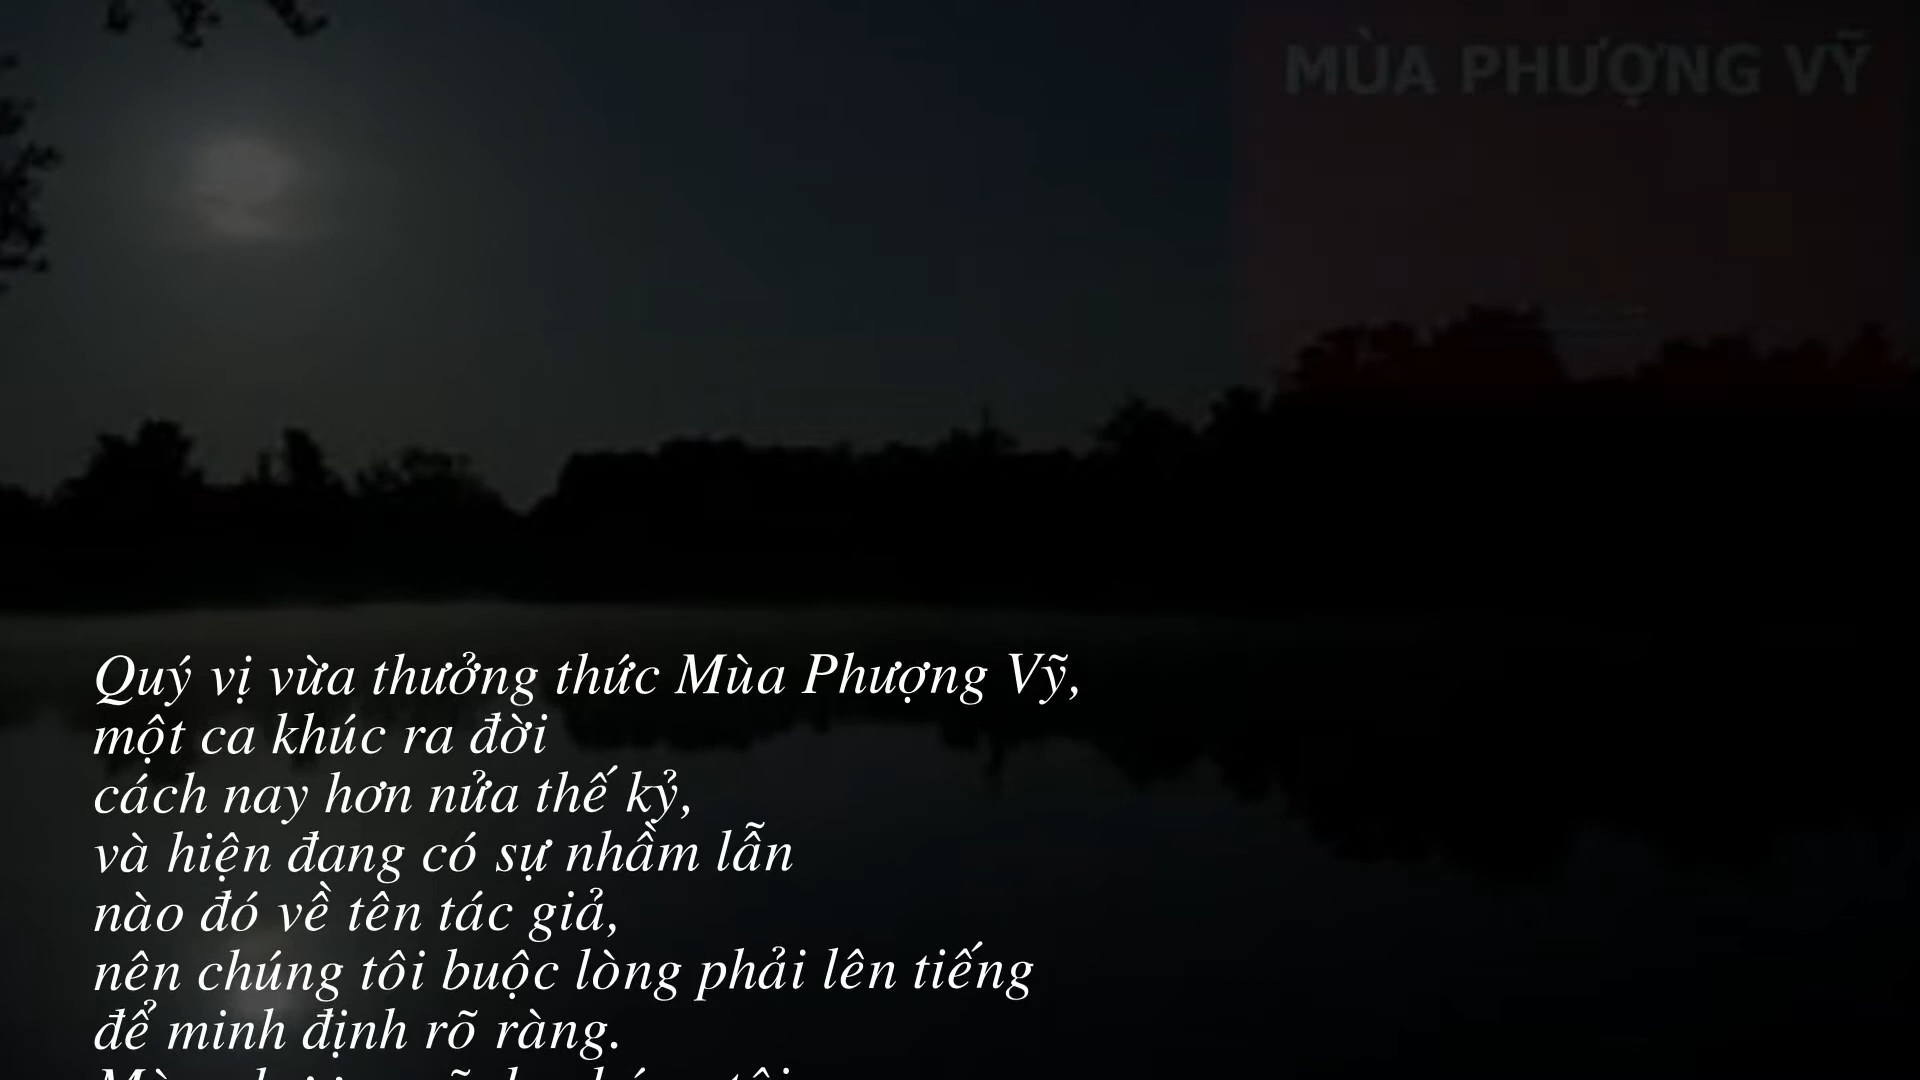 MÙA PHƯỢNG VỸ
Quý vị vừa thưởng thức Mùa Phượng Vỹ,
một ca khúc ra đời
cách nay hơn nửa thế kỷ,
và hiện đang có sự nhầm lẫn
nào đó về tên tác giả,
nên chúng tôi buộc lòng phải lên tiếng
để minh định rõ ràng.